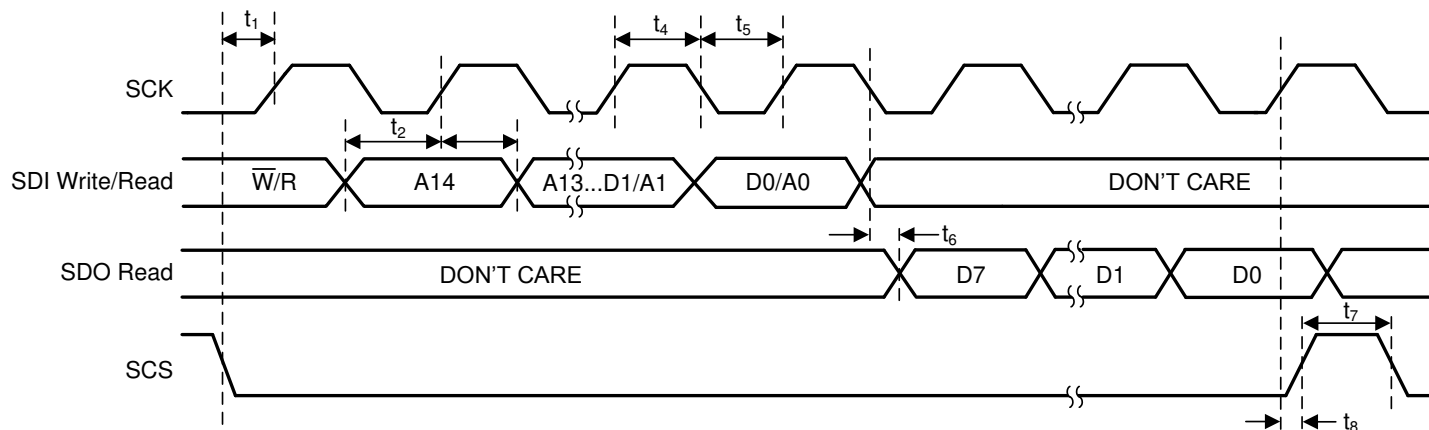 t1 t4 t5
SCK
t2
SDI Write/Read W/R A14 A13...D1/A1 D0/A0 DON'T CARE
t6
SDO Read DON'T CARE D7 D1 D0
t7
SCS
t8